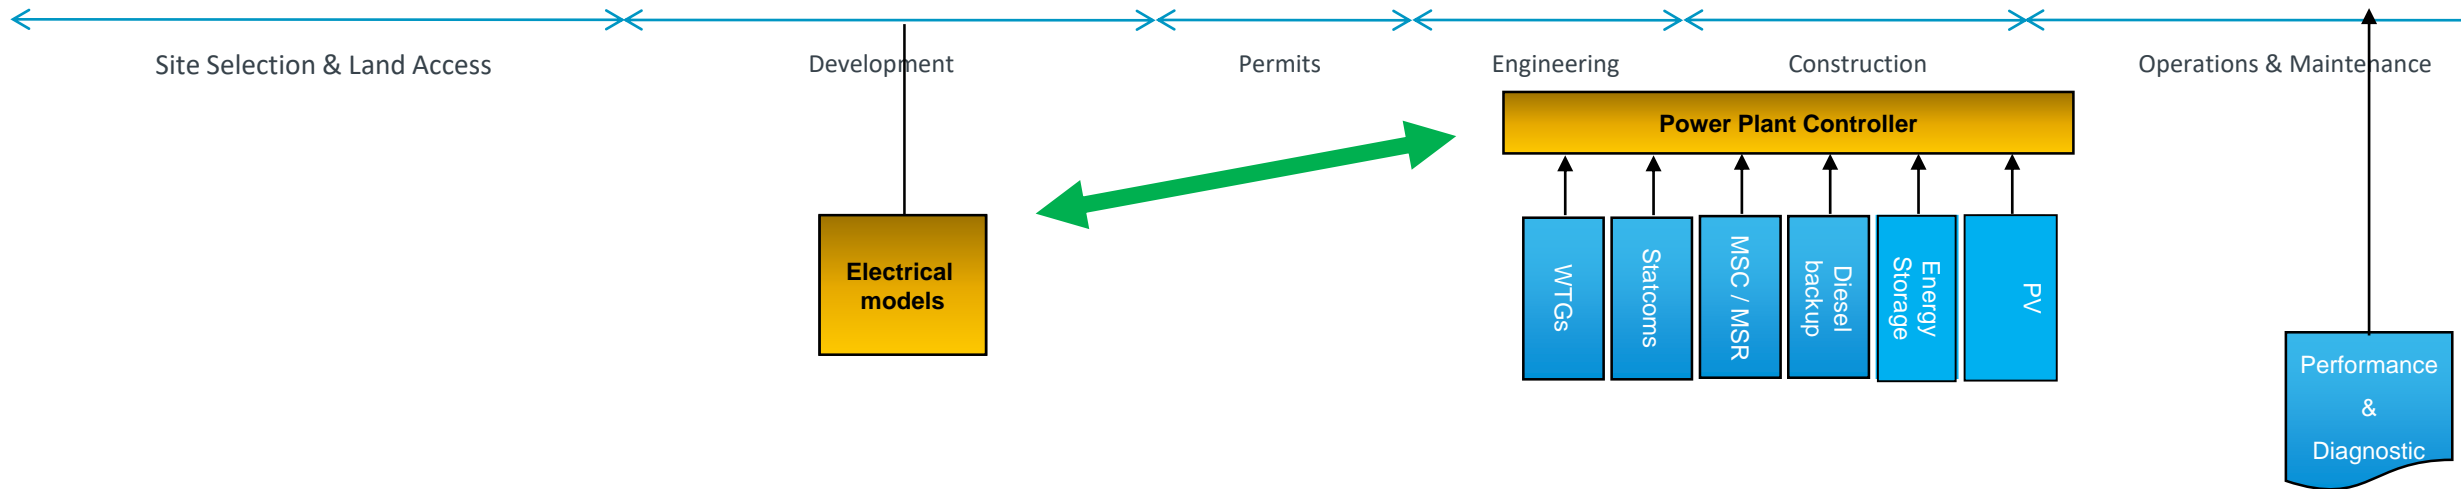 Site Selection & Land Access
Development
Permits
Engineering
Construction
Operations & Maintenance
Power Plant Controller
Electrical
models
WTGs
Statcoms
MSC / MSR
Diesel
backup
Energy
Storage
PV
Performance
&
Diagnostic